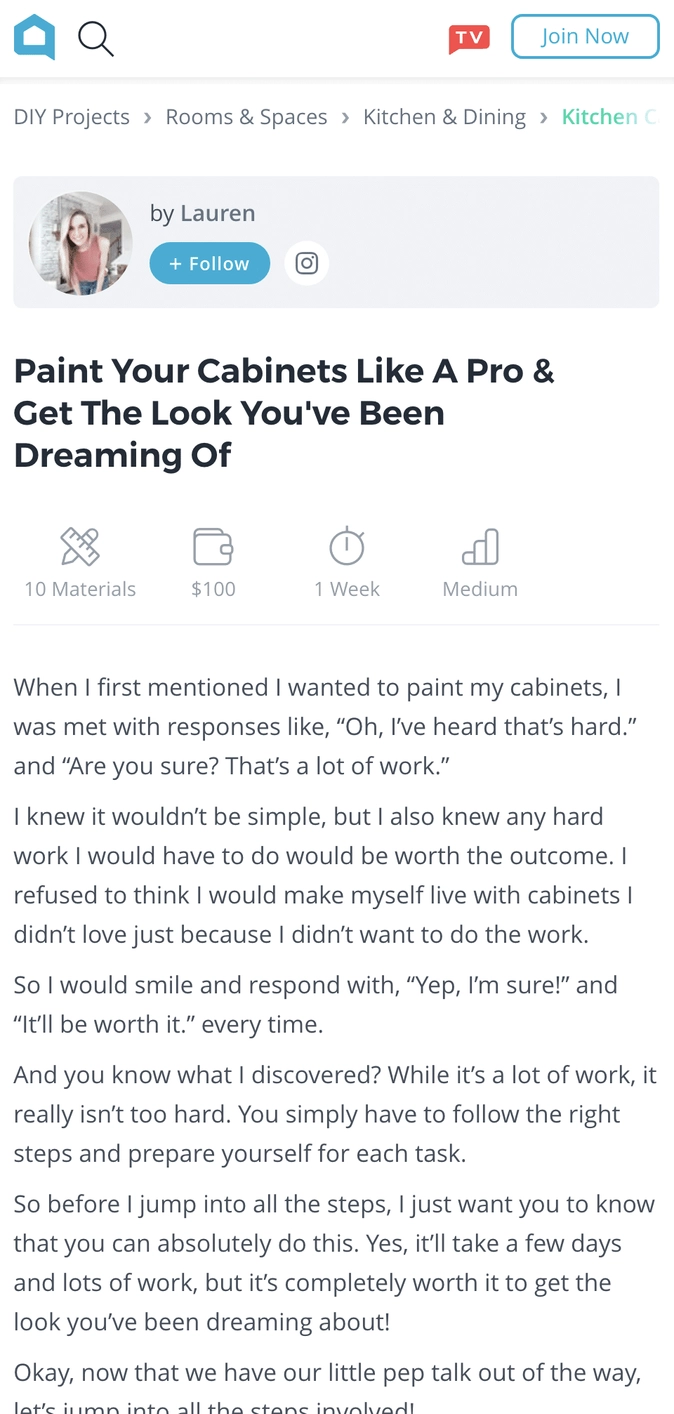 TV
Join Now
DIY Projects › Rooms & Spaces › Kitchen & Dining › Kitchen C
by Lauren
+ Follow
Paint Your Cabinets Like A Pro &
Get The Look You've Been
Dreaming Of
10 Materials
$100
1 Week
Medium
When I first mentioned I wanted to paint my cabinets, I
was met with responses like, “Oh, I’ve heard that’s hard.”
and “Are you sure? That’s a lot of work.”
I knew it wouldn’t be simple, but I also knew any hard
work I would have to do would be worth the outcome. I
refused to think I would make myself live with cabinets I
didn’t love just because I didn’t want to do the work.
So I would smile and respond with, “Yep, I’m sure!” and
“It’ll be worth it.” every time.
And you know what I discovered? While it’s a lot of work, it
really isn’t too hard. You simply have to follow the right
steps and prepare yourself for each task.
So before I jump into all the steps, I just want you to know
that you can absolutely do this. Yes, it’ll take a few days
and lots of work, but it’s completely worth it to get the
look you’ve been dreaming about!
Okay, now that we have our little pep talk out of the way,
let’s jump into all the steps involved!